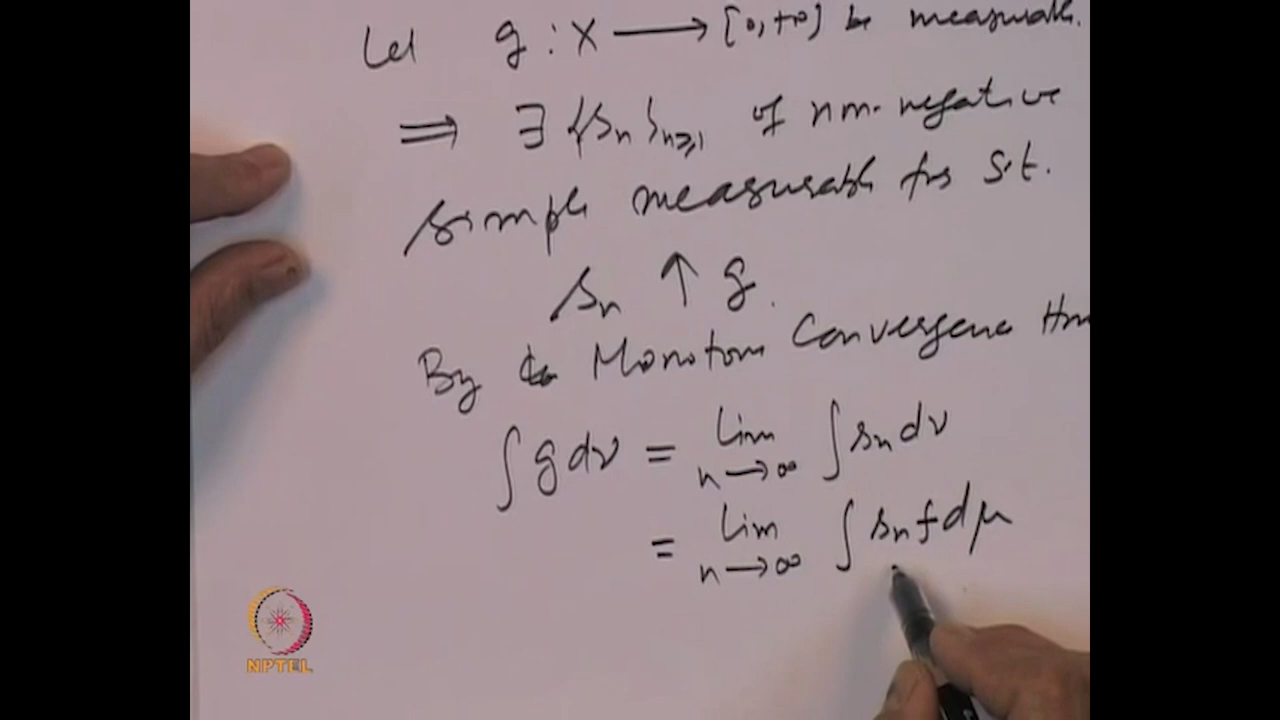 Let g : X ⟶ [0, +∞] be measurable.
⟹ ∃ {sn}n≥1 of non-negative
simple measurable fns s.t.
sn ↑ g.
By the Monotone Convergence Thm
∫ g dν = lim n→∞ ∫ sn dν
= lim n→∞ ∫ sn f dμ
NPTEL